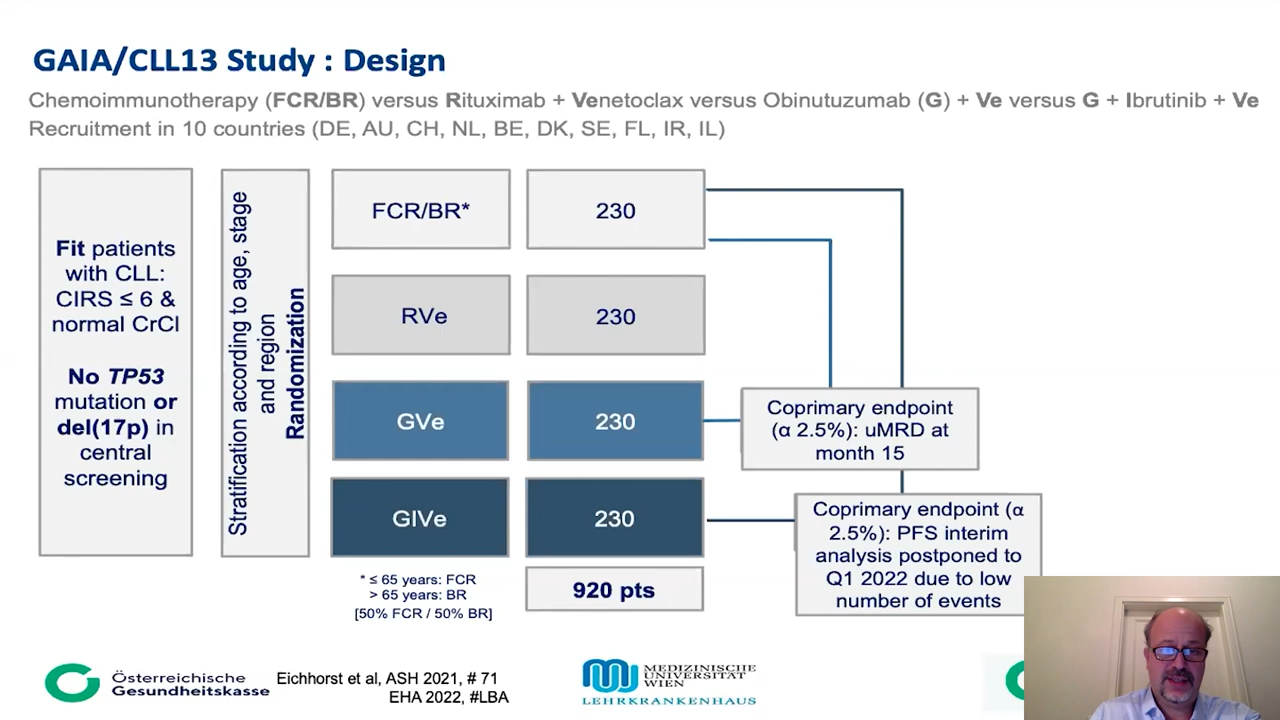 GAIA/CLL13 Study : Design
Chemoimmunotherapy (FCR/BR) versus Rituximab + Venetoclax versus Obinutuzumab (G) + Ve versus G + Ibrutinib + Ve
Recruitment in 10 countries (DE, AU, CH, NL, BE, DK, SE, FL, IR, IL)
Fit patients
with CLL:
CIRS ≤ 6 &
normal CrCl
No TP53
mutation or
del(17p) in
central
screening
Stratification according to age, stage
and region
Randomization
FCR/BR*
230
RVe
230
GVe
230
GIVe
230
* ≤ 65 years: FCR
> 65 years: BR
[50% FCR / 50% BR]
920 pts
Coprimary endpoint
(α 2.5%): uMRD at
month 15
Coprimary endpoint (α
2.5%): PFS interim
analysis postponed to
Q1 2022 due to low
number of events
Österreichische
Gesundheitskasse
Eichhorst et al, ASH 2021, # 71
EHA 2022, #LBA
MEDIZINISCHE
UNIVERSITÄT
WIEN
LEHRKRANKENHAUS